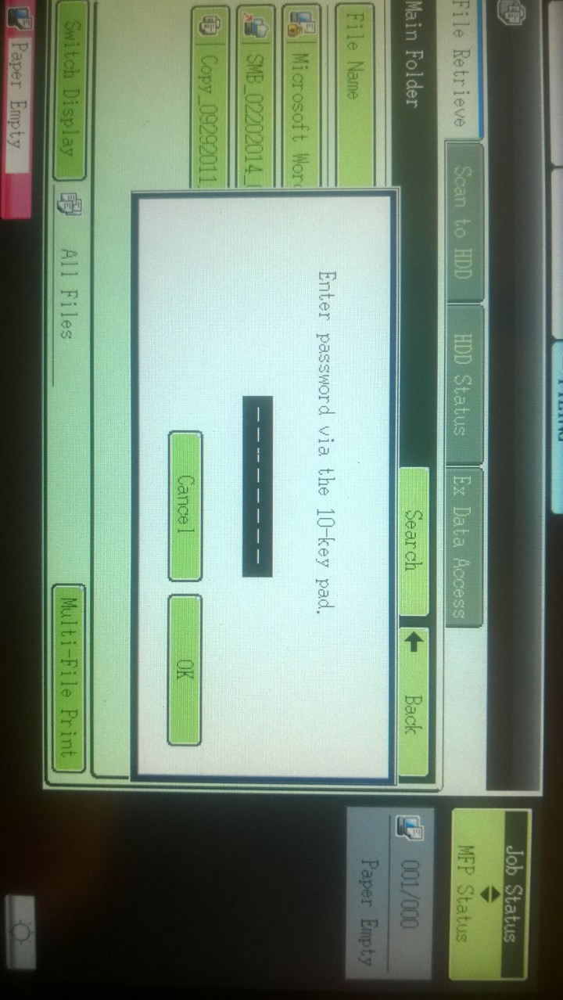 File Retrieve
Scan to HDD
HDD Status
Ex Data Access
Main Folder
Search
Back
File Name
Microsoft Wor
SMB_02202014_
Copy_09292011_
Enter password via the 10-key pad.
--------
Cancel
OK
Switch Display
All Files
Multi-File Print
Paper Empty
Job Status
MFP Status
001/000
Paper Empty